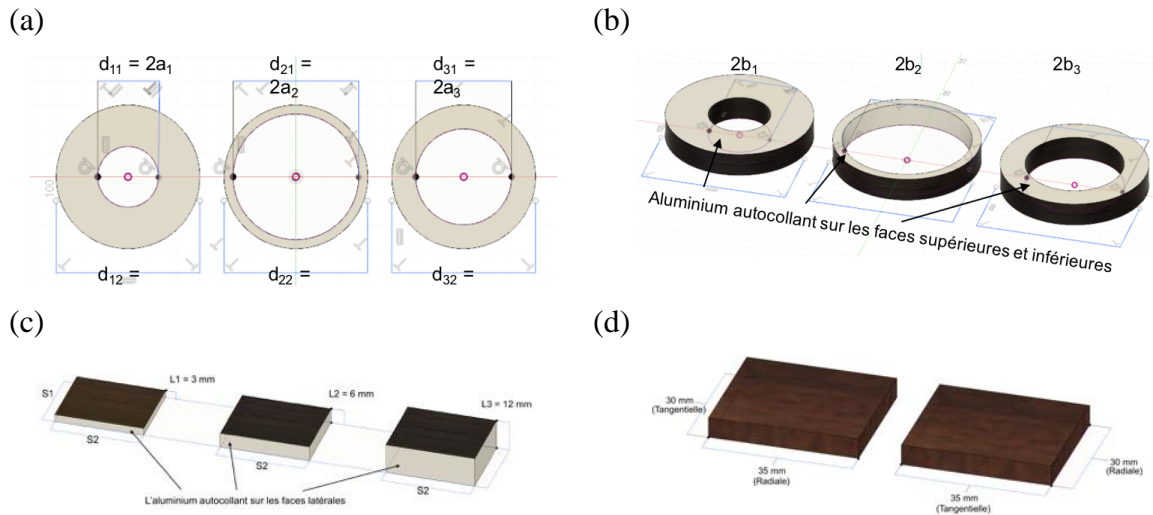 (a)
d11 = 2a1
d21 =
2a2
d31 =
2a3
100
d12 =
d22 =
d32 =
(b)
2b1
2b2
2b3
Aluminium autocollant sur les faces supérieures et inférieures
(c)
S1
L1 = 3 mm
S2
L2 = 6 mm
S2
L3 = 12 mm
S2
L'aluminium autocollant sur les faces latérales
(d)
30 mm
(Tangentielle)
35 mm
(Radiale)
30 mm
(Radiale)
35 mm
(Tangentielle)